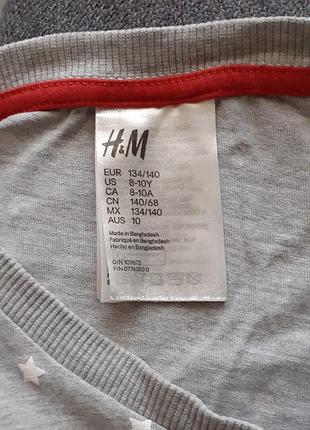 H&M
EUR 134/140
US 8-10Y
CA 8-10A
CN 140/68
MX 134/140
AUS 10
Made in Bangladesh
Fabriqué en Bangladesh
Hecho en Bangladesh